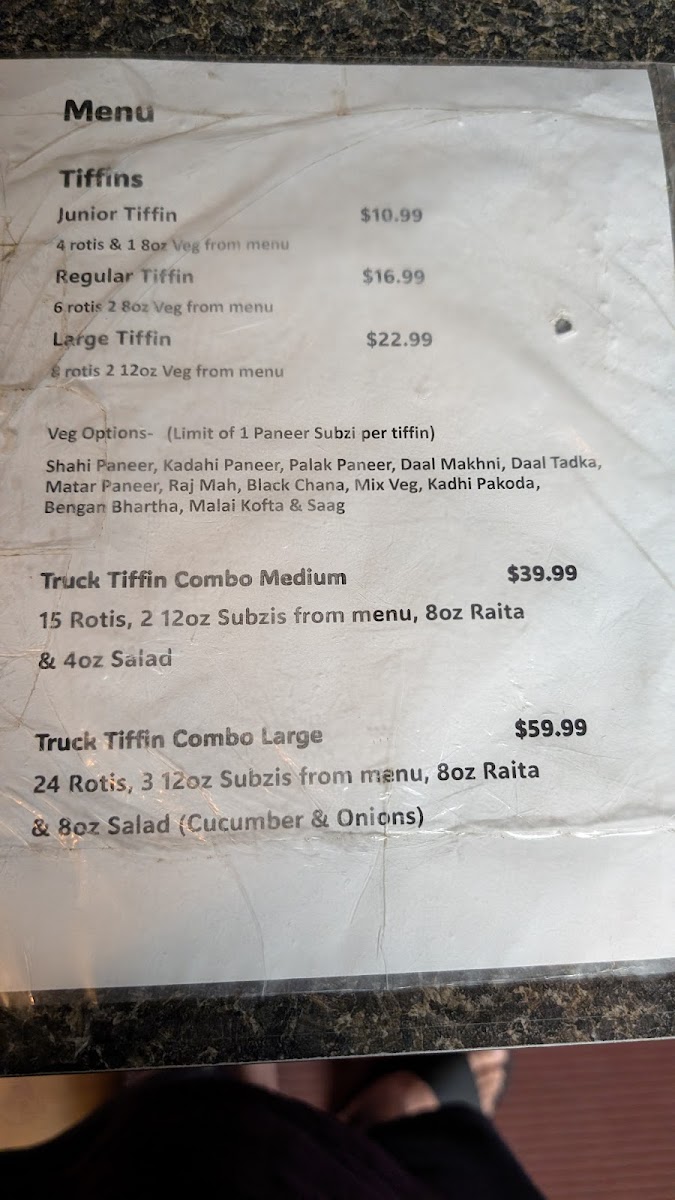 Menu
Tiffins
Junior Tiffin $10.99
4 rotis & 1 8oz Veg from menu
Regular Tiffin $16.99
6 rotis 2 8oz Veg from menu
Large Tiffin $22.99
8 rotis 2 12oz Veg from menu
Veg Options- (Limit of 1 Paneer Subzi per tiffin)
Shahi Paneer, Kadahi Paneer, Palak Paneer, Daal Makhni, Daal Tadka,
Matar Paneer, Raj Mah, Black Chana, Mix Veg, Kadhi Pakoda,
Bengan Bhartha, Malai Kofta & Saag
Truck Tiffin Combo Medium $39.99
15 Rotis, 2 12oz Subzis from menu, 8oz Raita
& 4oz Salad
Truck Tiffin Combo Large $59.99
24 Rotis, 3 12oz Subzis from menu, 8oz Raita
& 8oz Salad (Cucumber & Onions)